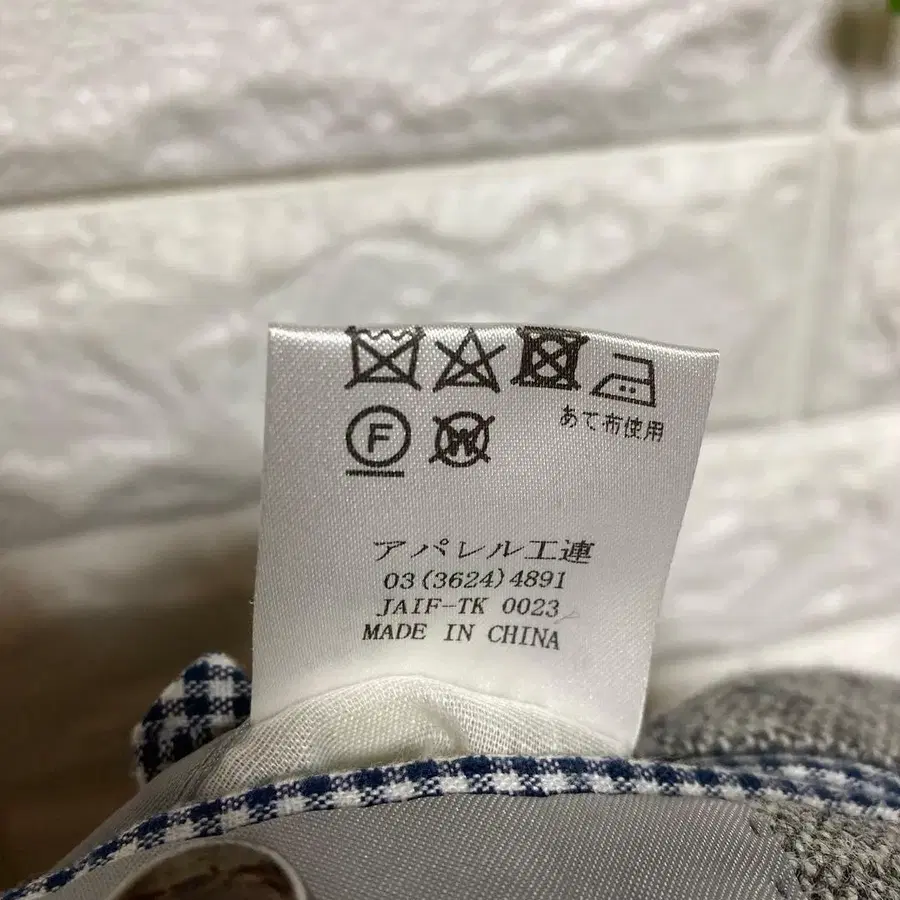 あて布使用
F
W
アパレル工連
03(3624)4891
JAIF-TK 0023
MADE IN CHINA